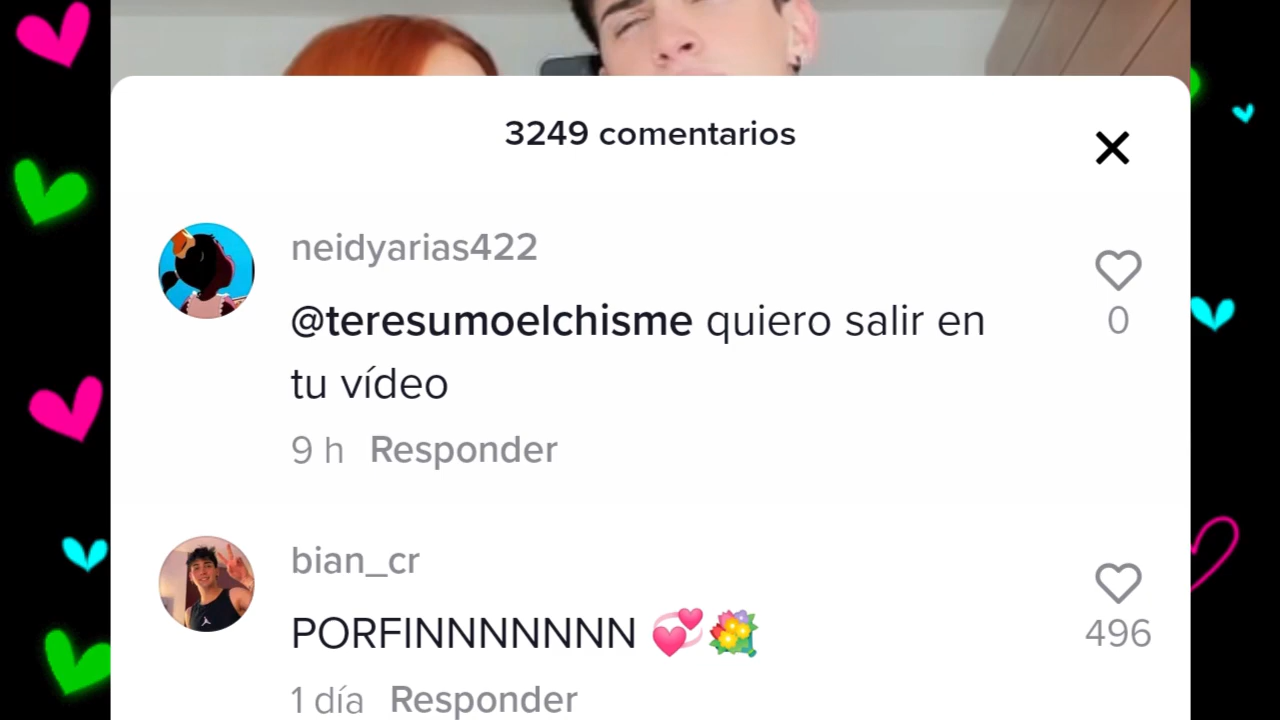 3249 comentarios
neidyarias422
@teresumoelchisme quiero salir en
tu vídeo
0
9 h Responder
bian_cr
PORFINNNNNNN 💞💐
496
1 día Responder